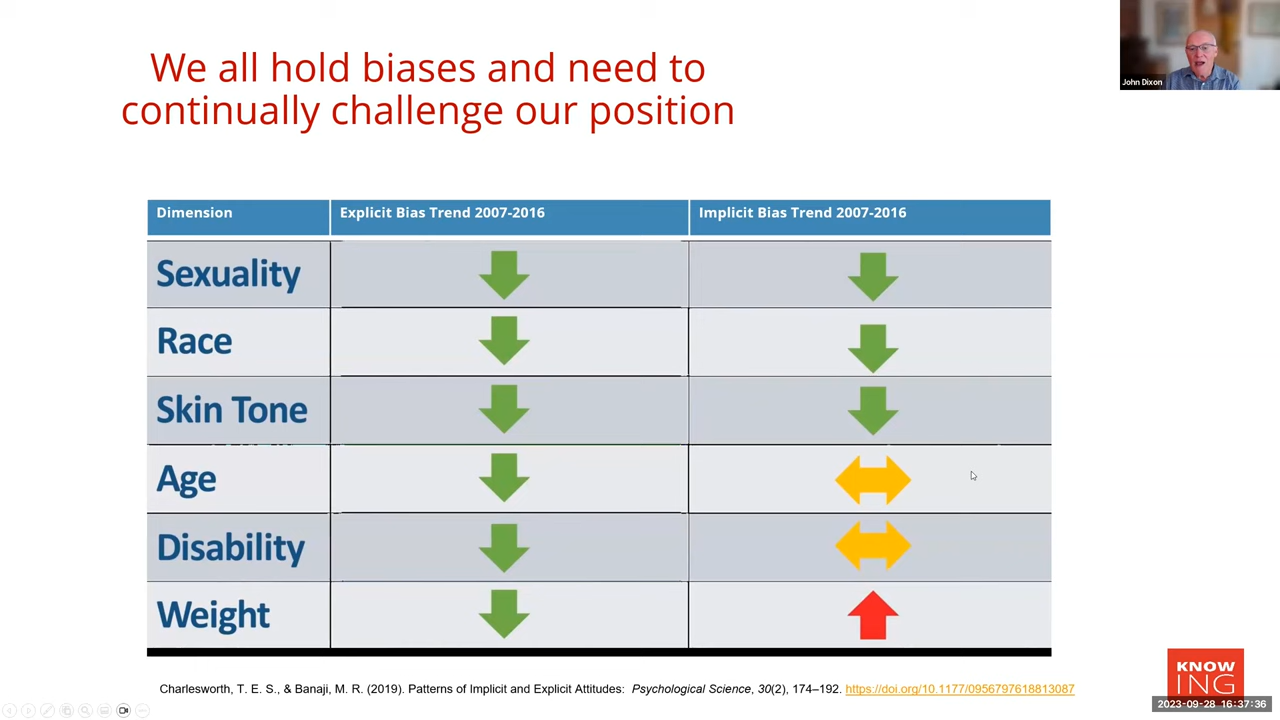 We all hold biases and need to
continually challenge our position
John Dixon
Dimension Explicit Bias Trend 2007-2016 Implicit Bias Trend 2007-2016
Sexuality
Race
Skin Tone
Age
Disability
Weight
Charlesworth, T. E. S., & Banaji, M. R. (2019). Patterns of Implicit and Explicit Attitudes: Psychological Science, 30(2), 174–192. https://doi.org/10.1177/0956797618813087
KNOW
ING
2023-09-28 16:37:36